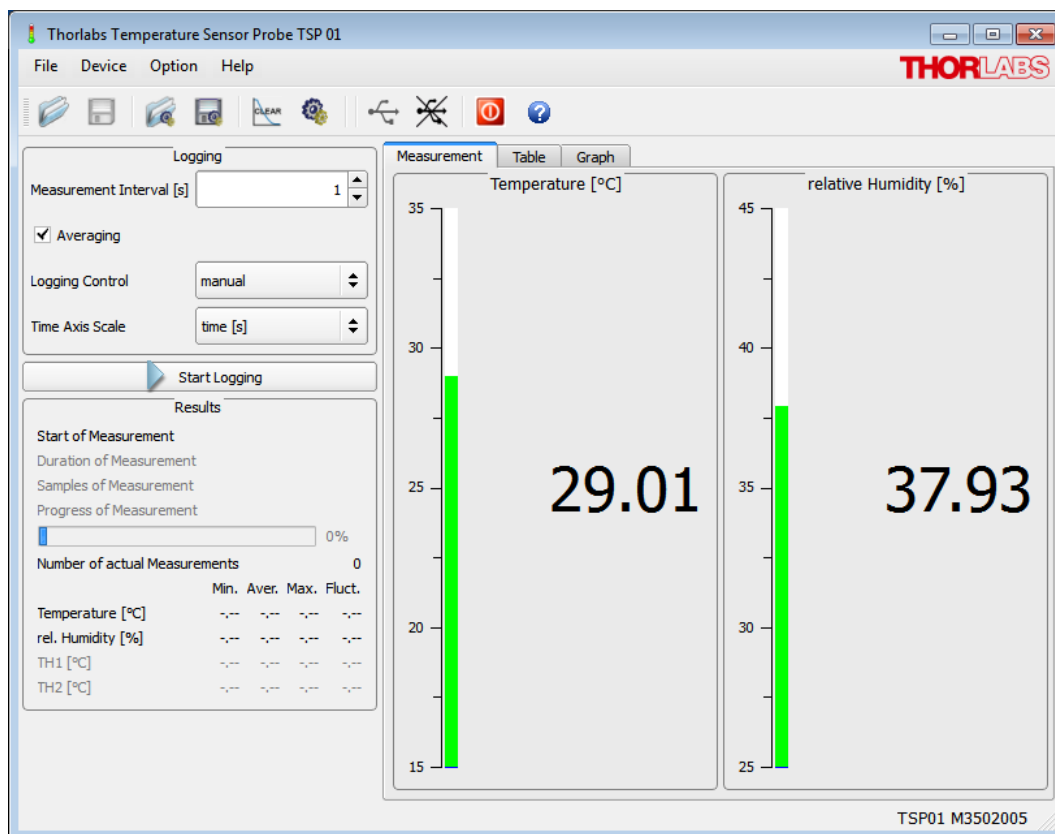 Thorlabs Temperature Sensor Probe TSP 01
File Device Option Help
THORLABS
CLEAR
Logging
Measurement Interval [s] 1
Averaging
Logging Control manual
Time Axis Scale time [s]
Start Logging
Results
Start of Measurement
Duration of Measurement
Samples of Measurement
Progress of Measurement
0%
Number of actual Measurements 0
Min. Aver. Max. Fluct.
Temperature [°C] -,-- -,-- -,-- -,--
rel. Humidity [%] -,-- -,-- -,-- -,--
TH1 [°C] -,-- -,-- -,-- -,--
TH2 [°C] -,-- -,-- -,-- -,--
Measurement Table Graph
Temperature [°C]
35
30
25
20
15
29.01
relative Humidity [%]
45
40
35
30
25
37.93
TSP01 M3502005